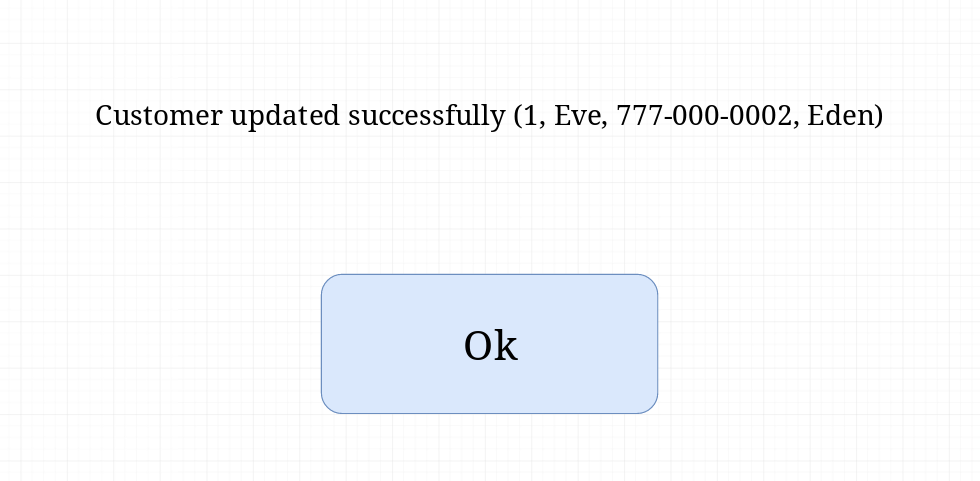 Customer updated successfully (1, Eve, 777-000-0002, Eden)
Ok